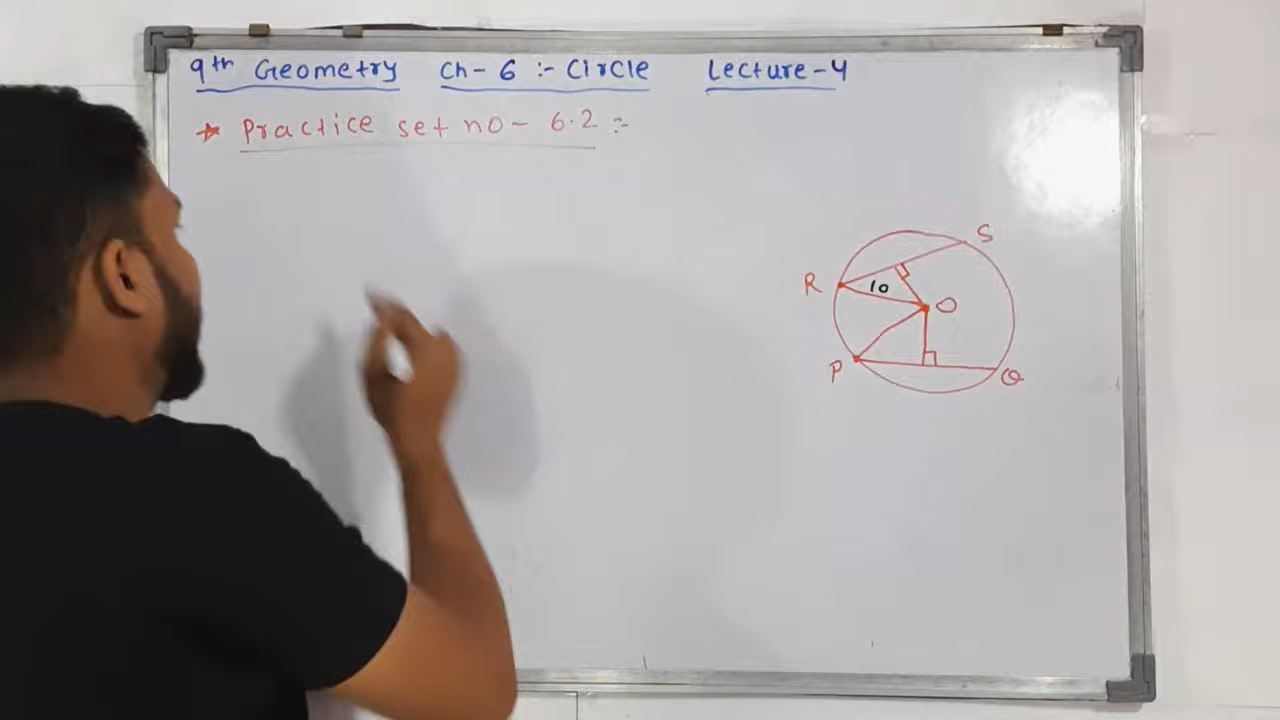 9th Geometry Ch-6 :- Circle Lecture-4
* Practice set no- 6.2 :-
S
R 10 O
P Q